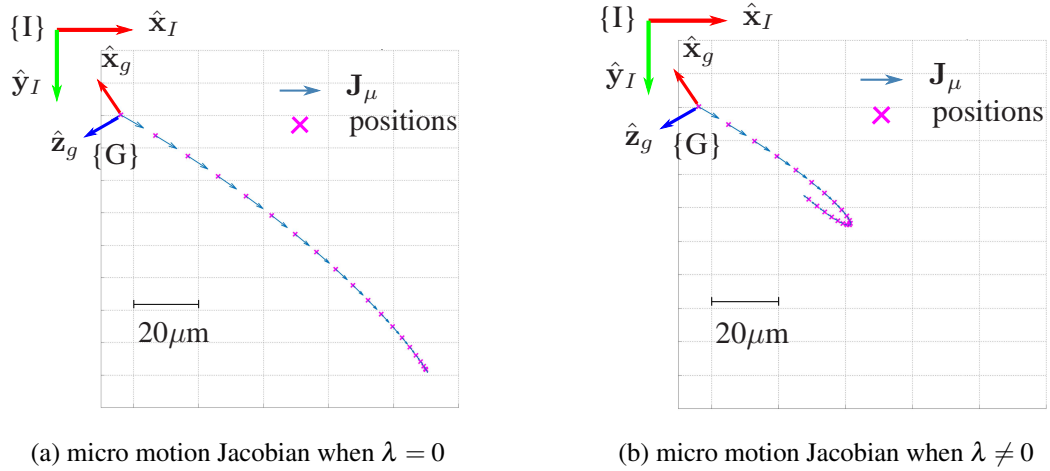 {I} x̂_I
x̂_g
ŷ_I
ẑ_g
{G}
J_μ
positions
20μm
(a) micro motion Jacobian when λ = 0
{I} x̂_I
x̂_g
ŷ_I
ẑ_g
{G}
J_μ
positions
20μm
(b) micro motion Jacobian when λ ≠ 0